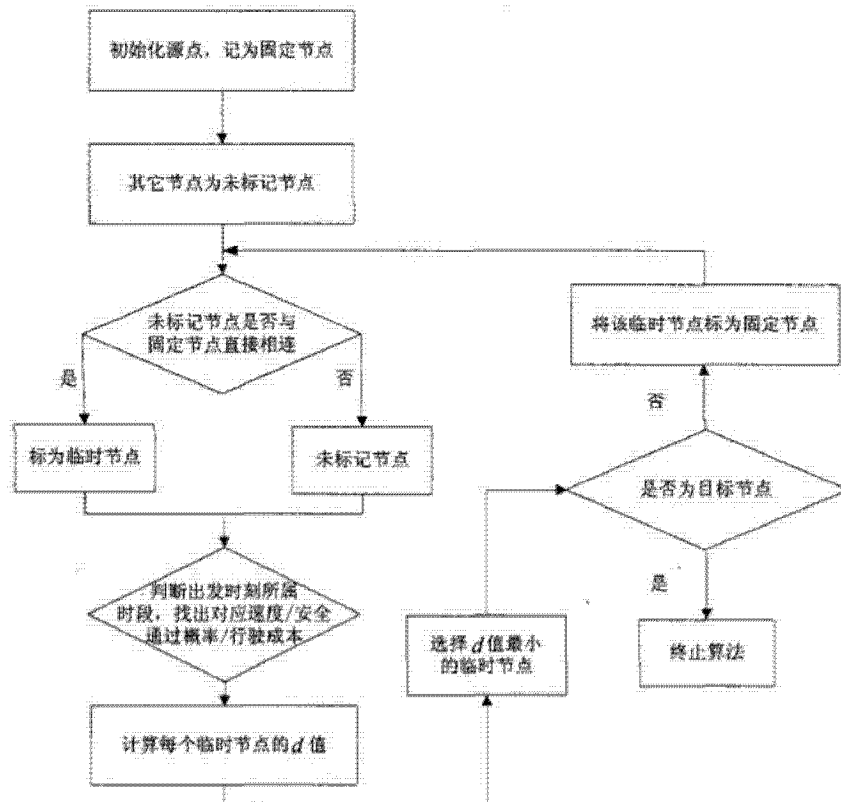 初始化源点，记为固定节点
其它节点为未标记节点
未标记节点是否与
固定节点直接相连
是
否
标为临时节点
未标记节点
判断出发时刻所属
时段，找出对应速度/安全
通过概率/行驶成本
计算每个临时节点的d值
选择d值最小
的临时节点
是否为目标节点
否
将该临时节点标为固定节点
是
终止算法